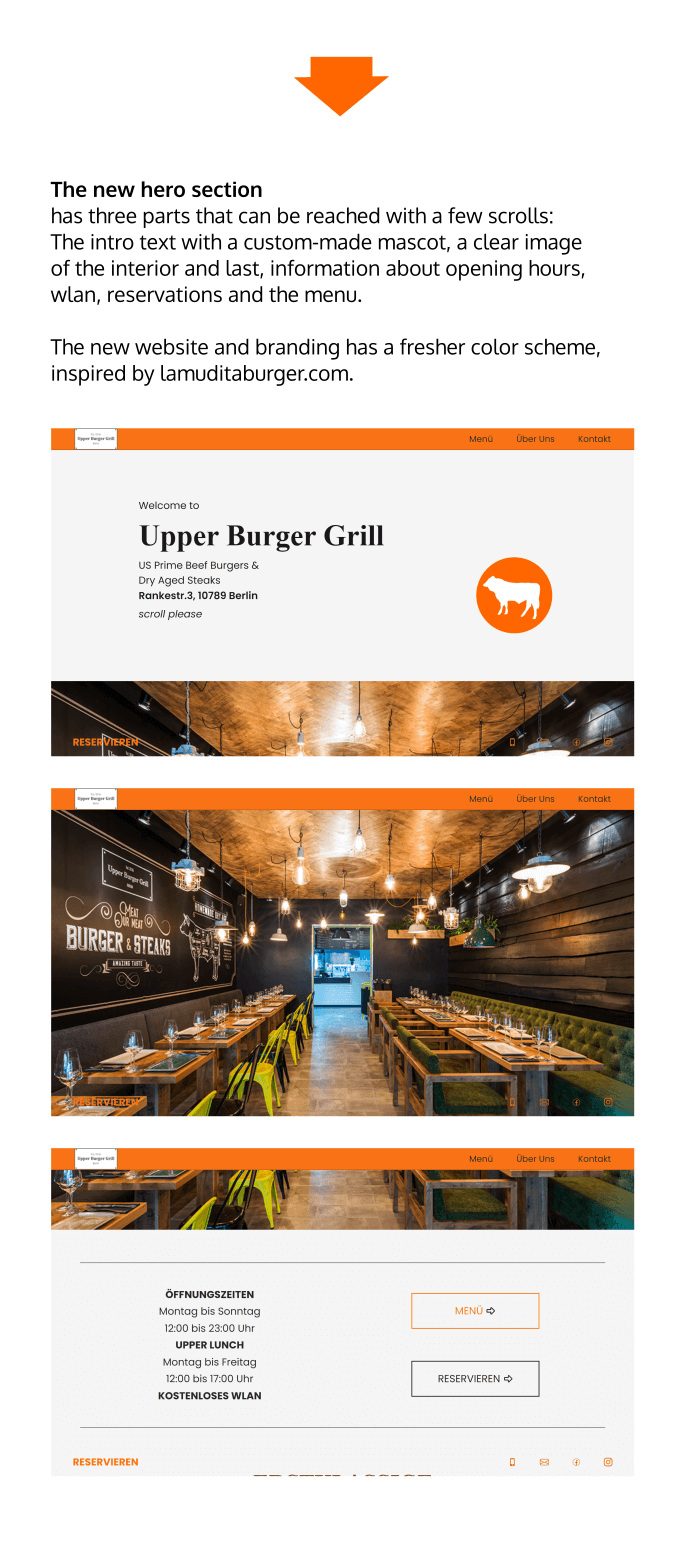 The new hero section
has three parts that can be reached with a few scrolls:
The intro text with a custom-made mascot, a clear image
of the interior and last, information about opening hours,
wlan, reservations and the menu.
The new website and branding has a fresher color scheme,
inspired by lamuditaburger.com.
Upper Burger Grill
Menü Über Uns Kontakt
Welcome to
Upper Burger Grill
US Prime Beef Burgers &
Dry Aged Steaks
Rankestr.3, 10789 Berlin
scroll please
RESERVIEREN
Upper Burger Grill
Menü Über Uns Kontakt
Upper Burger Grill
MEAT
OUR MEAT
BURGER & STEAKS
AMAZING TASTE
RESERVIEREN
Upper Burger Grill
Menü Über Uns Kontakt
ÖFFNUNGSZEITEN
Montag bis Sonntag
12:00 bis 23:00 Uhr
UPPER LUNCH
Montag bis Freitag
12:00 bis 17:00 Uhr
KOSTENLOSES WLAN
MENÜ
RESERVIEREN
RESERVIEREN